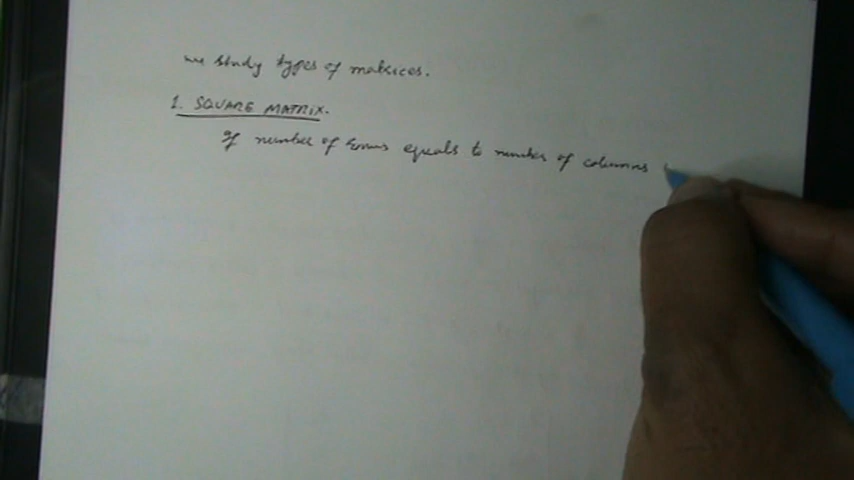 we study types of matrices.
1. SQUARE MATRIX.
If number of rows equals to number of columns